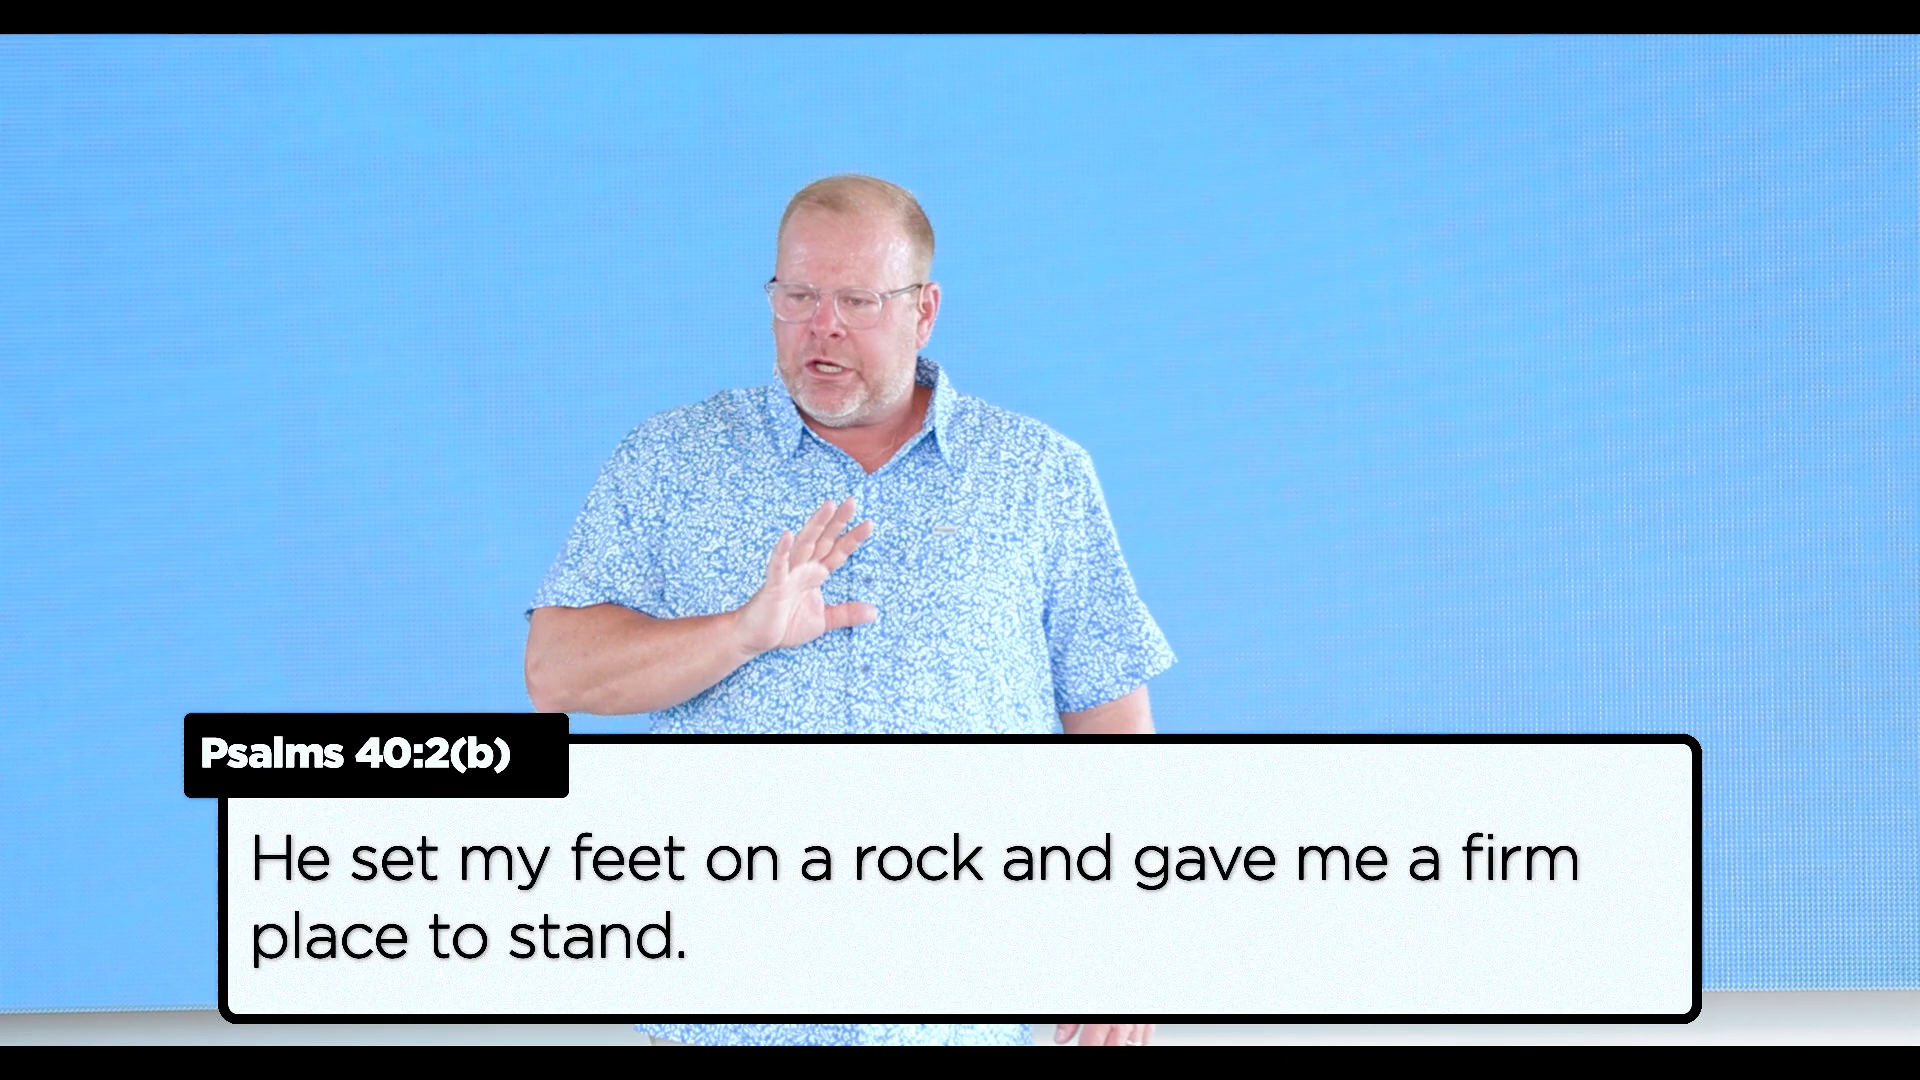 Psalms 40:2(b)
He set my feet on a rock and gave me a firm
place to stand.